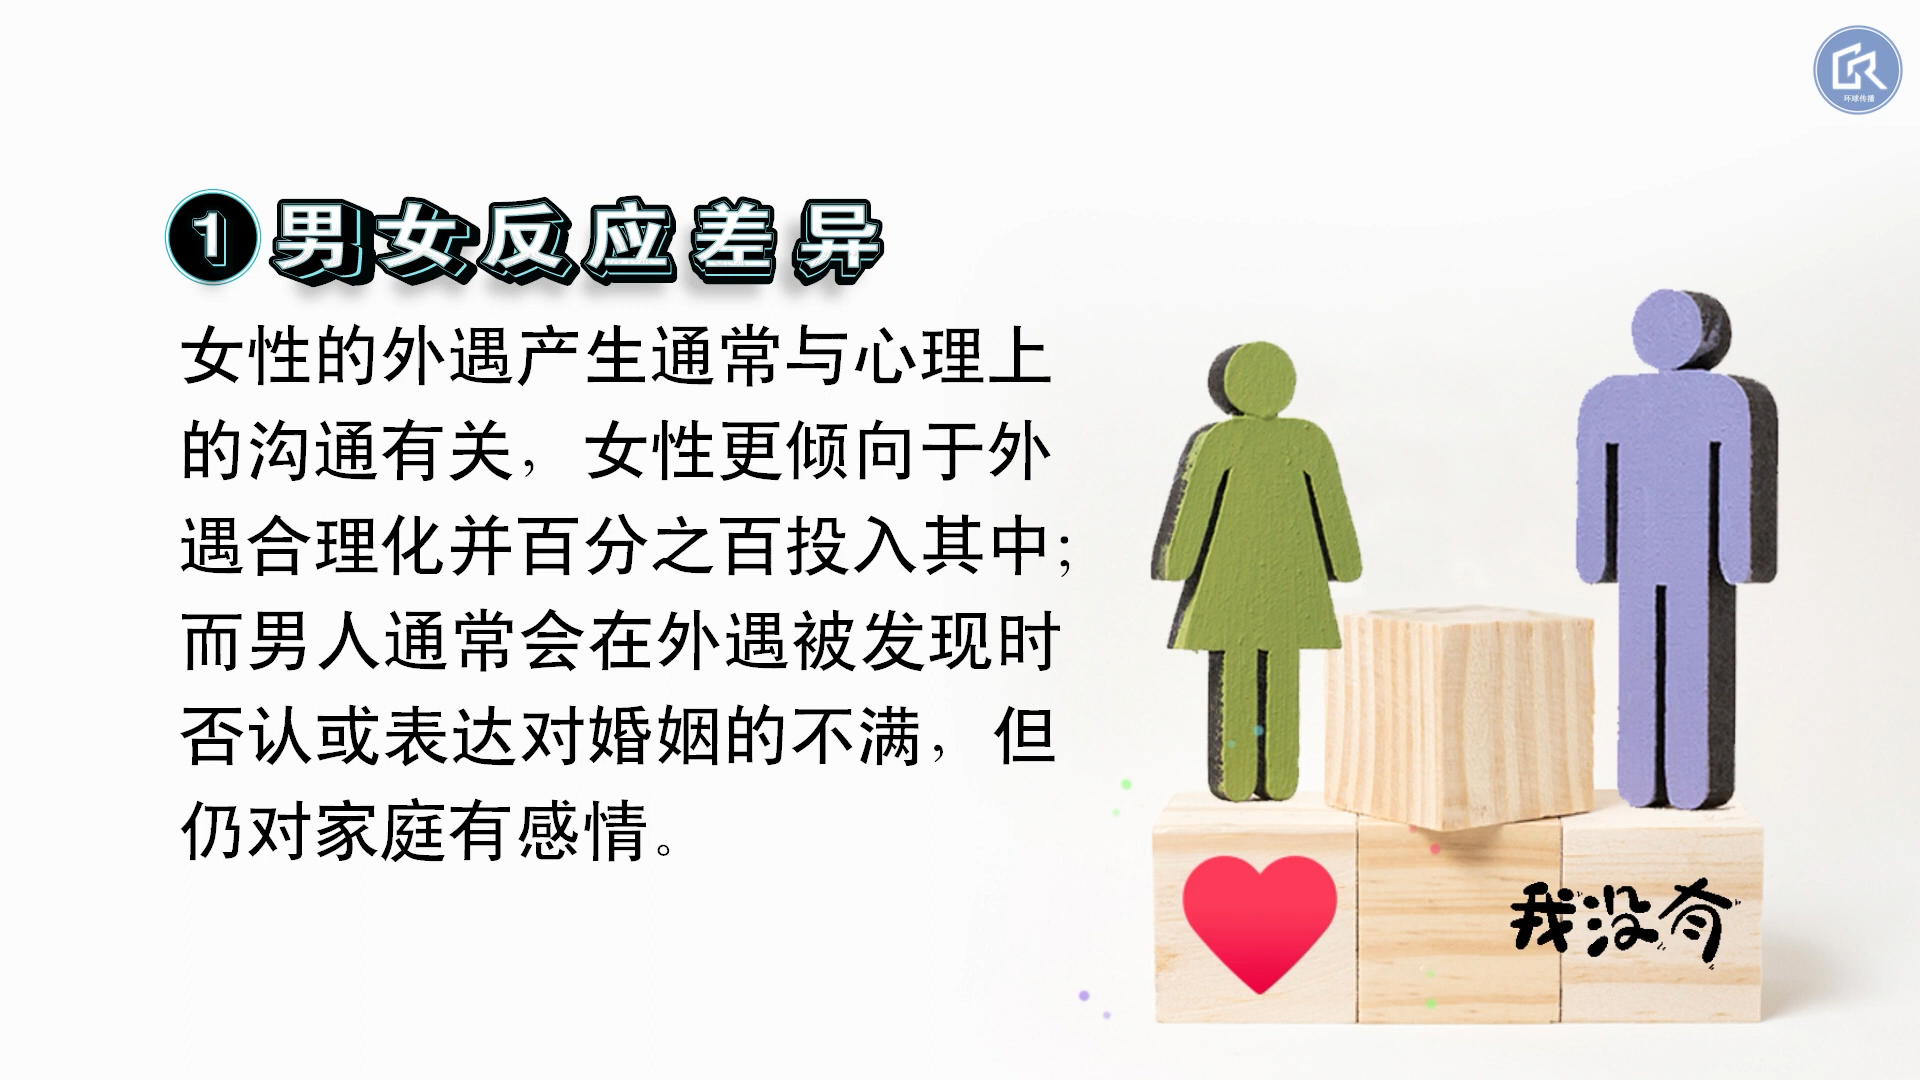 环球传播
1 男女反应差异
女性的外遇产生通常与心理上
的沟通有关，女性更倾向于外
遇合理化并百分之百投入其中；
而男人通常会在外遇被发现时
否认或表达对婚姻的不满，但
仍对家庭有感情。
我没有